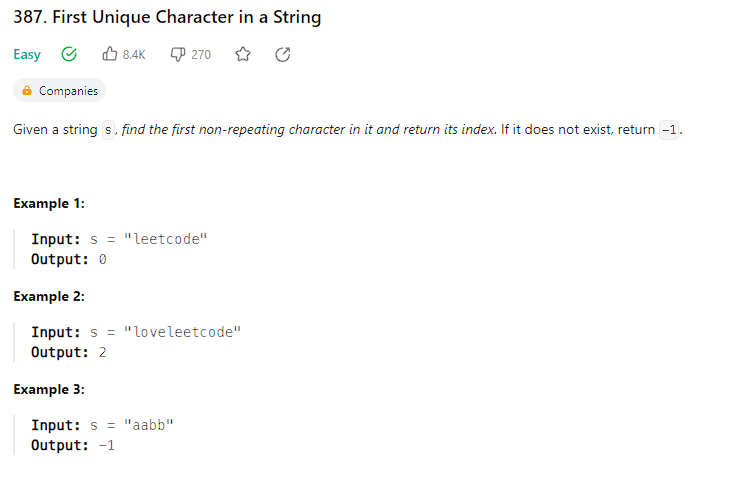 387. First Unique Character in a String
Easy 8.4K 270
Companies
Given a string s, find the first non-repeating character in it and return its index. If it does not exist, return -1.
Example 1:
Input: s = "leetcode"
Output: 0
Example 2:
Input: s = "loveleetcode"
Output: 2
Example 3:
Input: s = "aabb"
Output: -1